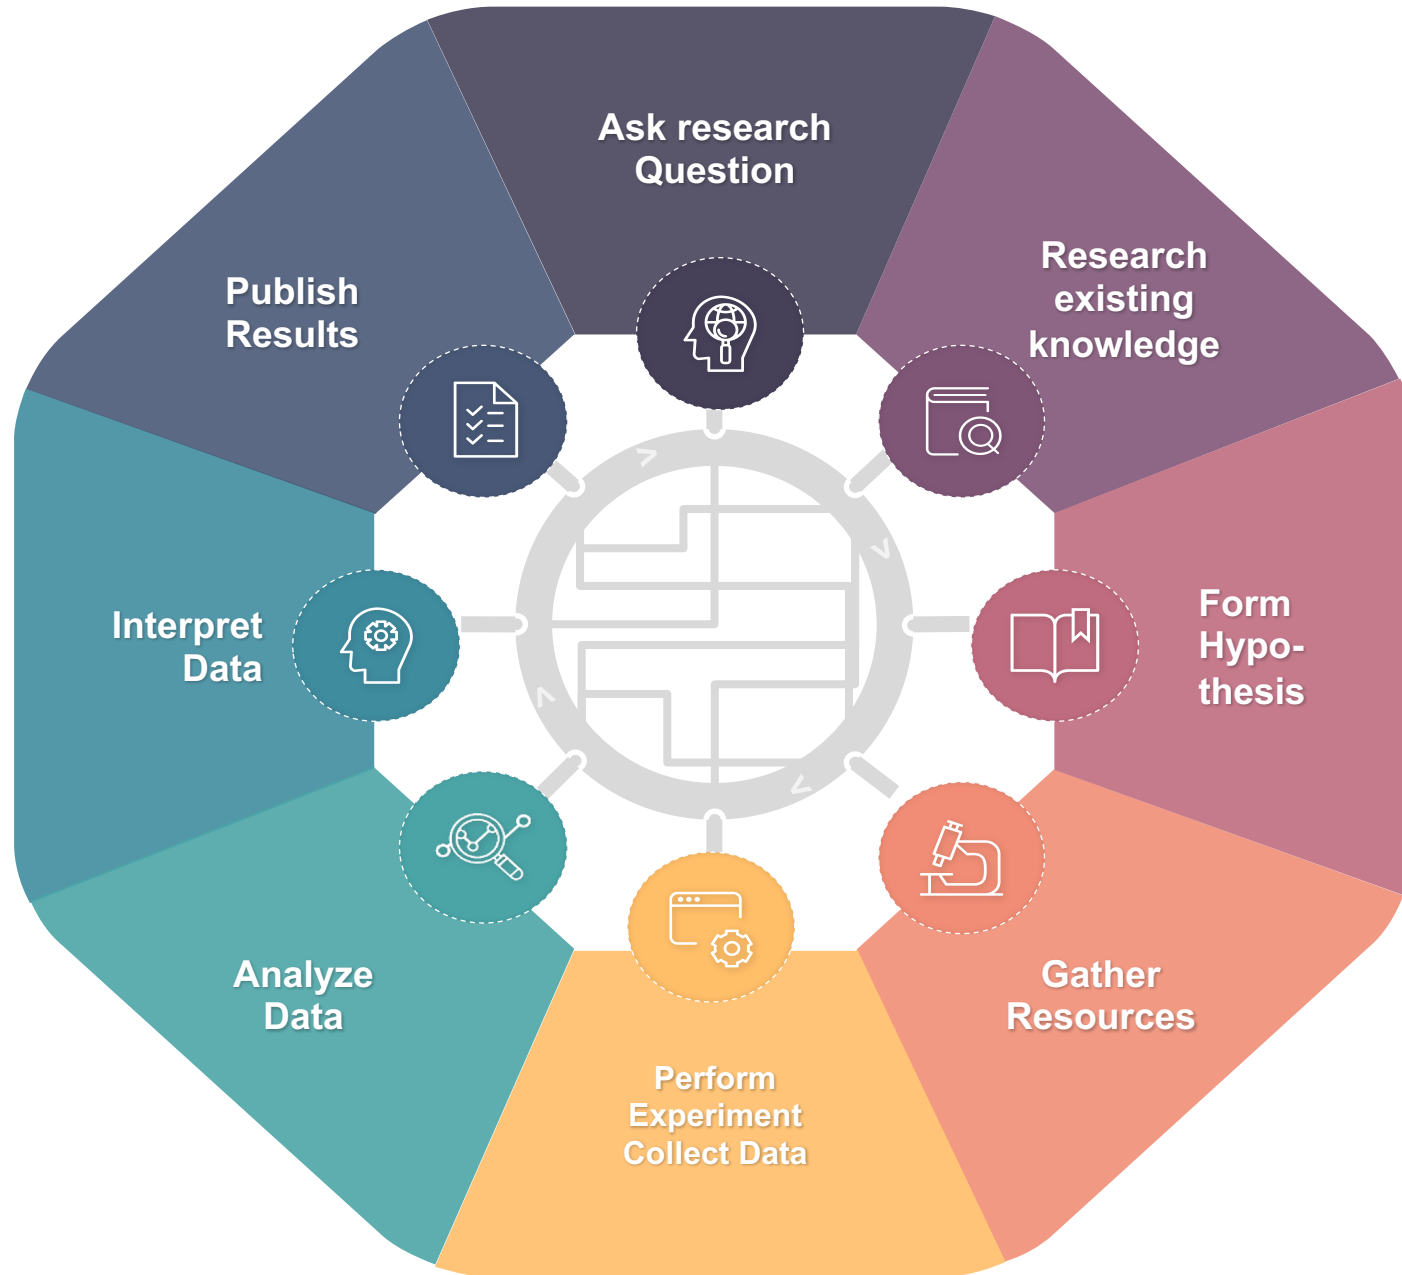 Ask research
Question
Research
existing
knowledge
Form
Hypo-
thesis
Gather
Resources
Perform
Experiment
Collect Data
Analyze
Data
Interpret
Data
Publish
Results